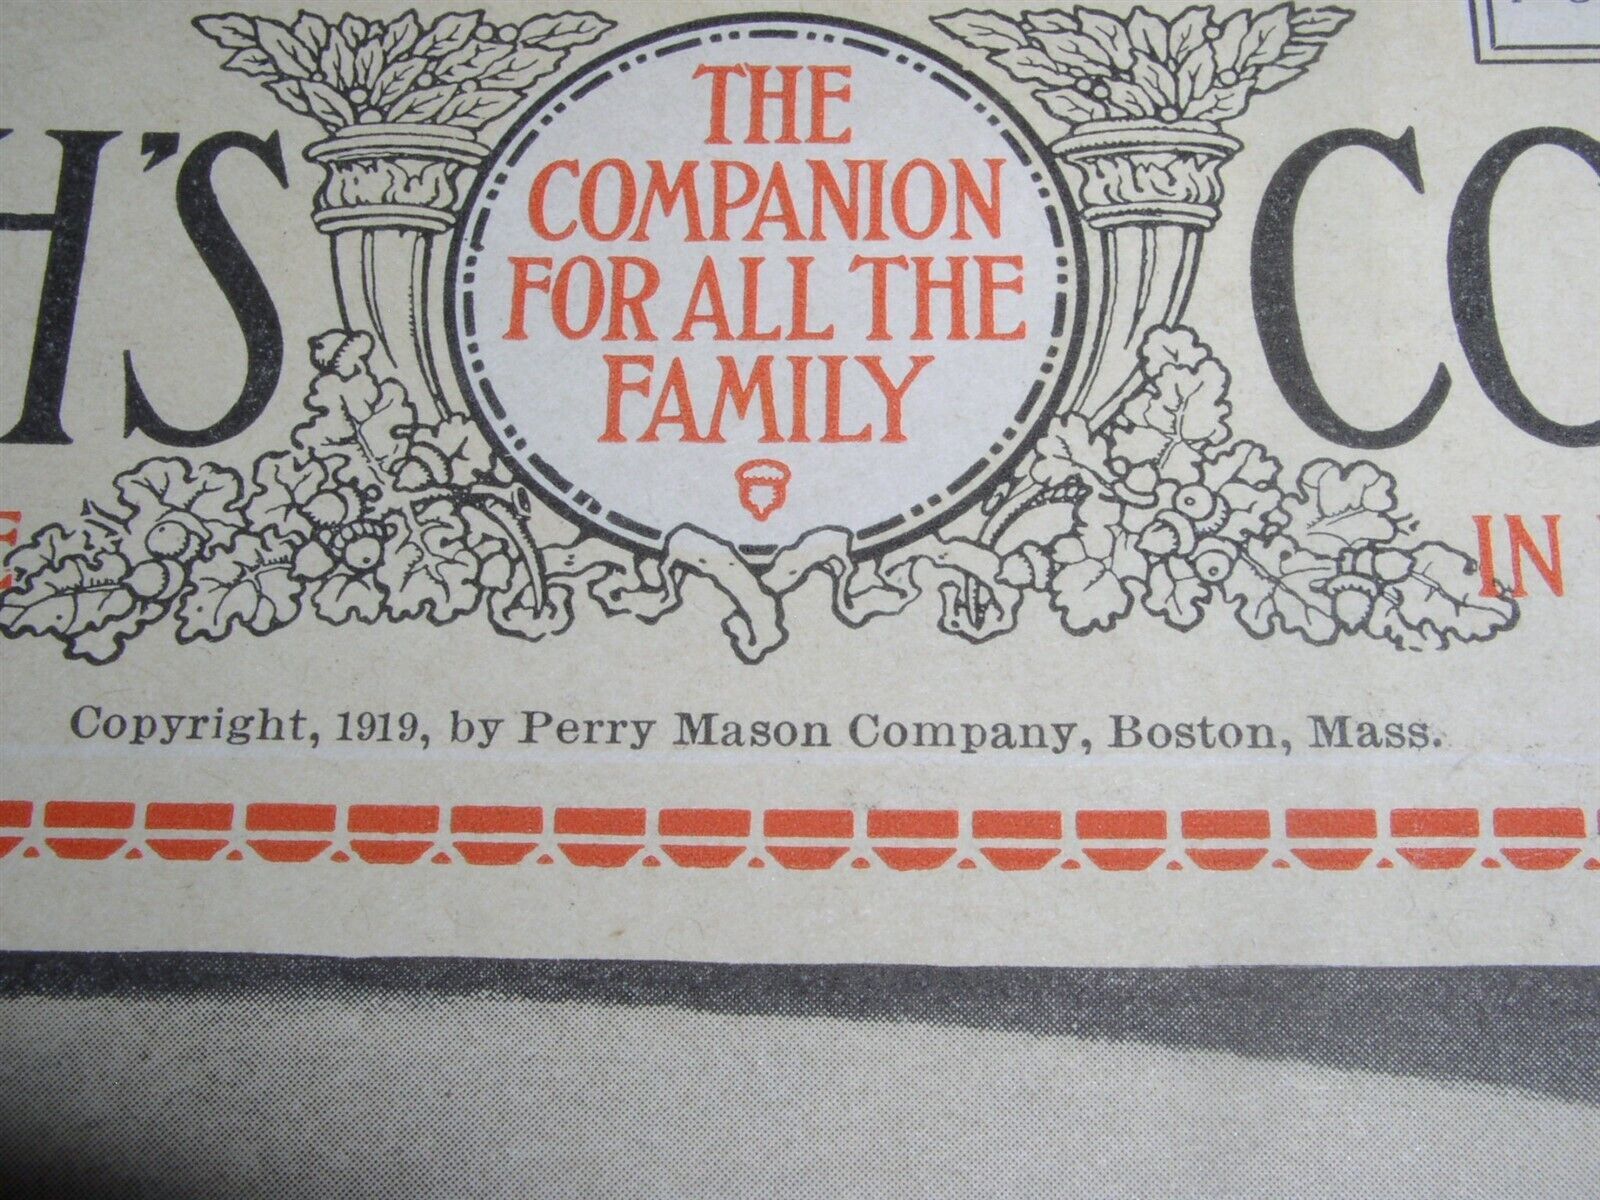 H'S
THE
COMPANION
FOR ALL THE
FAMILY
CO
E
IN
Copyright, 1919, by Perry Mason Company, Boston, Mass.